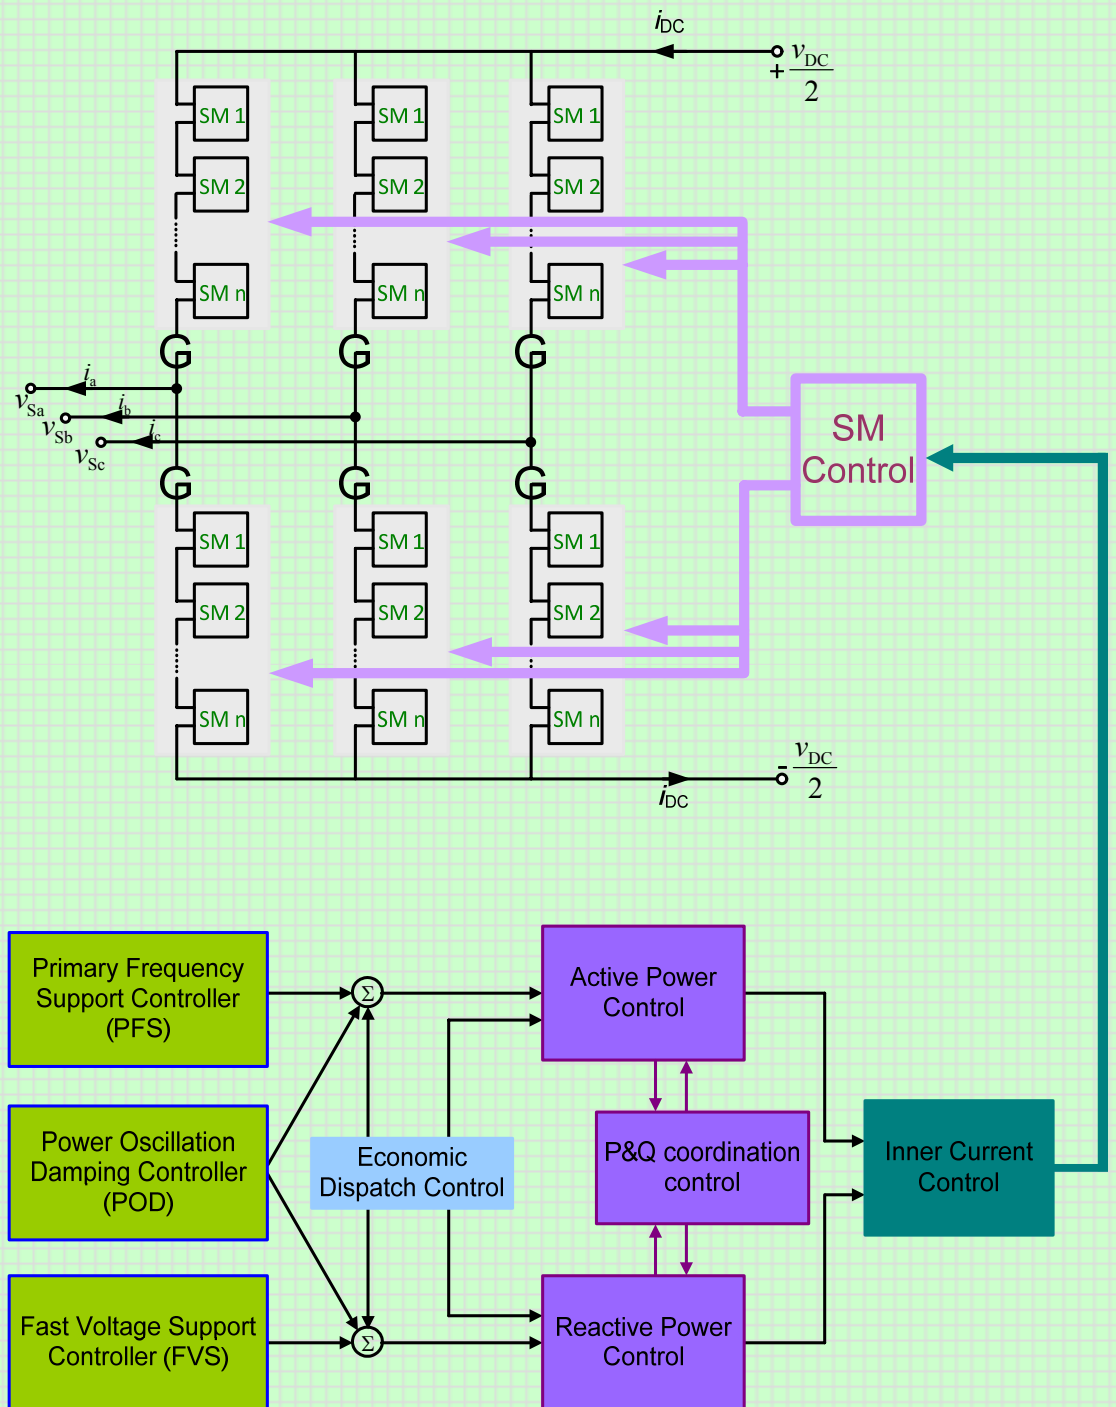 iDC
+ vDC
2
SM 1 SM 1 SM 1
SM 2 SM 2 SM 2
SM n SM n SM n
G G G
ia
vSa
ib
vSb
ic
vSc
SM
Control
G G G
SM 1 SM 1 SM 1
SM 2 SM 2 SM 2
SM n SM n SM n
- vDC
2
iDC
Primary Frequency
Support Controller
(PFS)
Σ
Active Power
Control
Power Oscillation
Damping Controller
(POD)
Economic
Dispatch Control
P&Q coordination
control
Inner Current
Control
Fast Voltage Support
Controller (FVS)
Σ
Reactive Power
Control